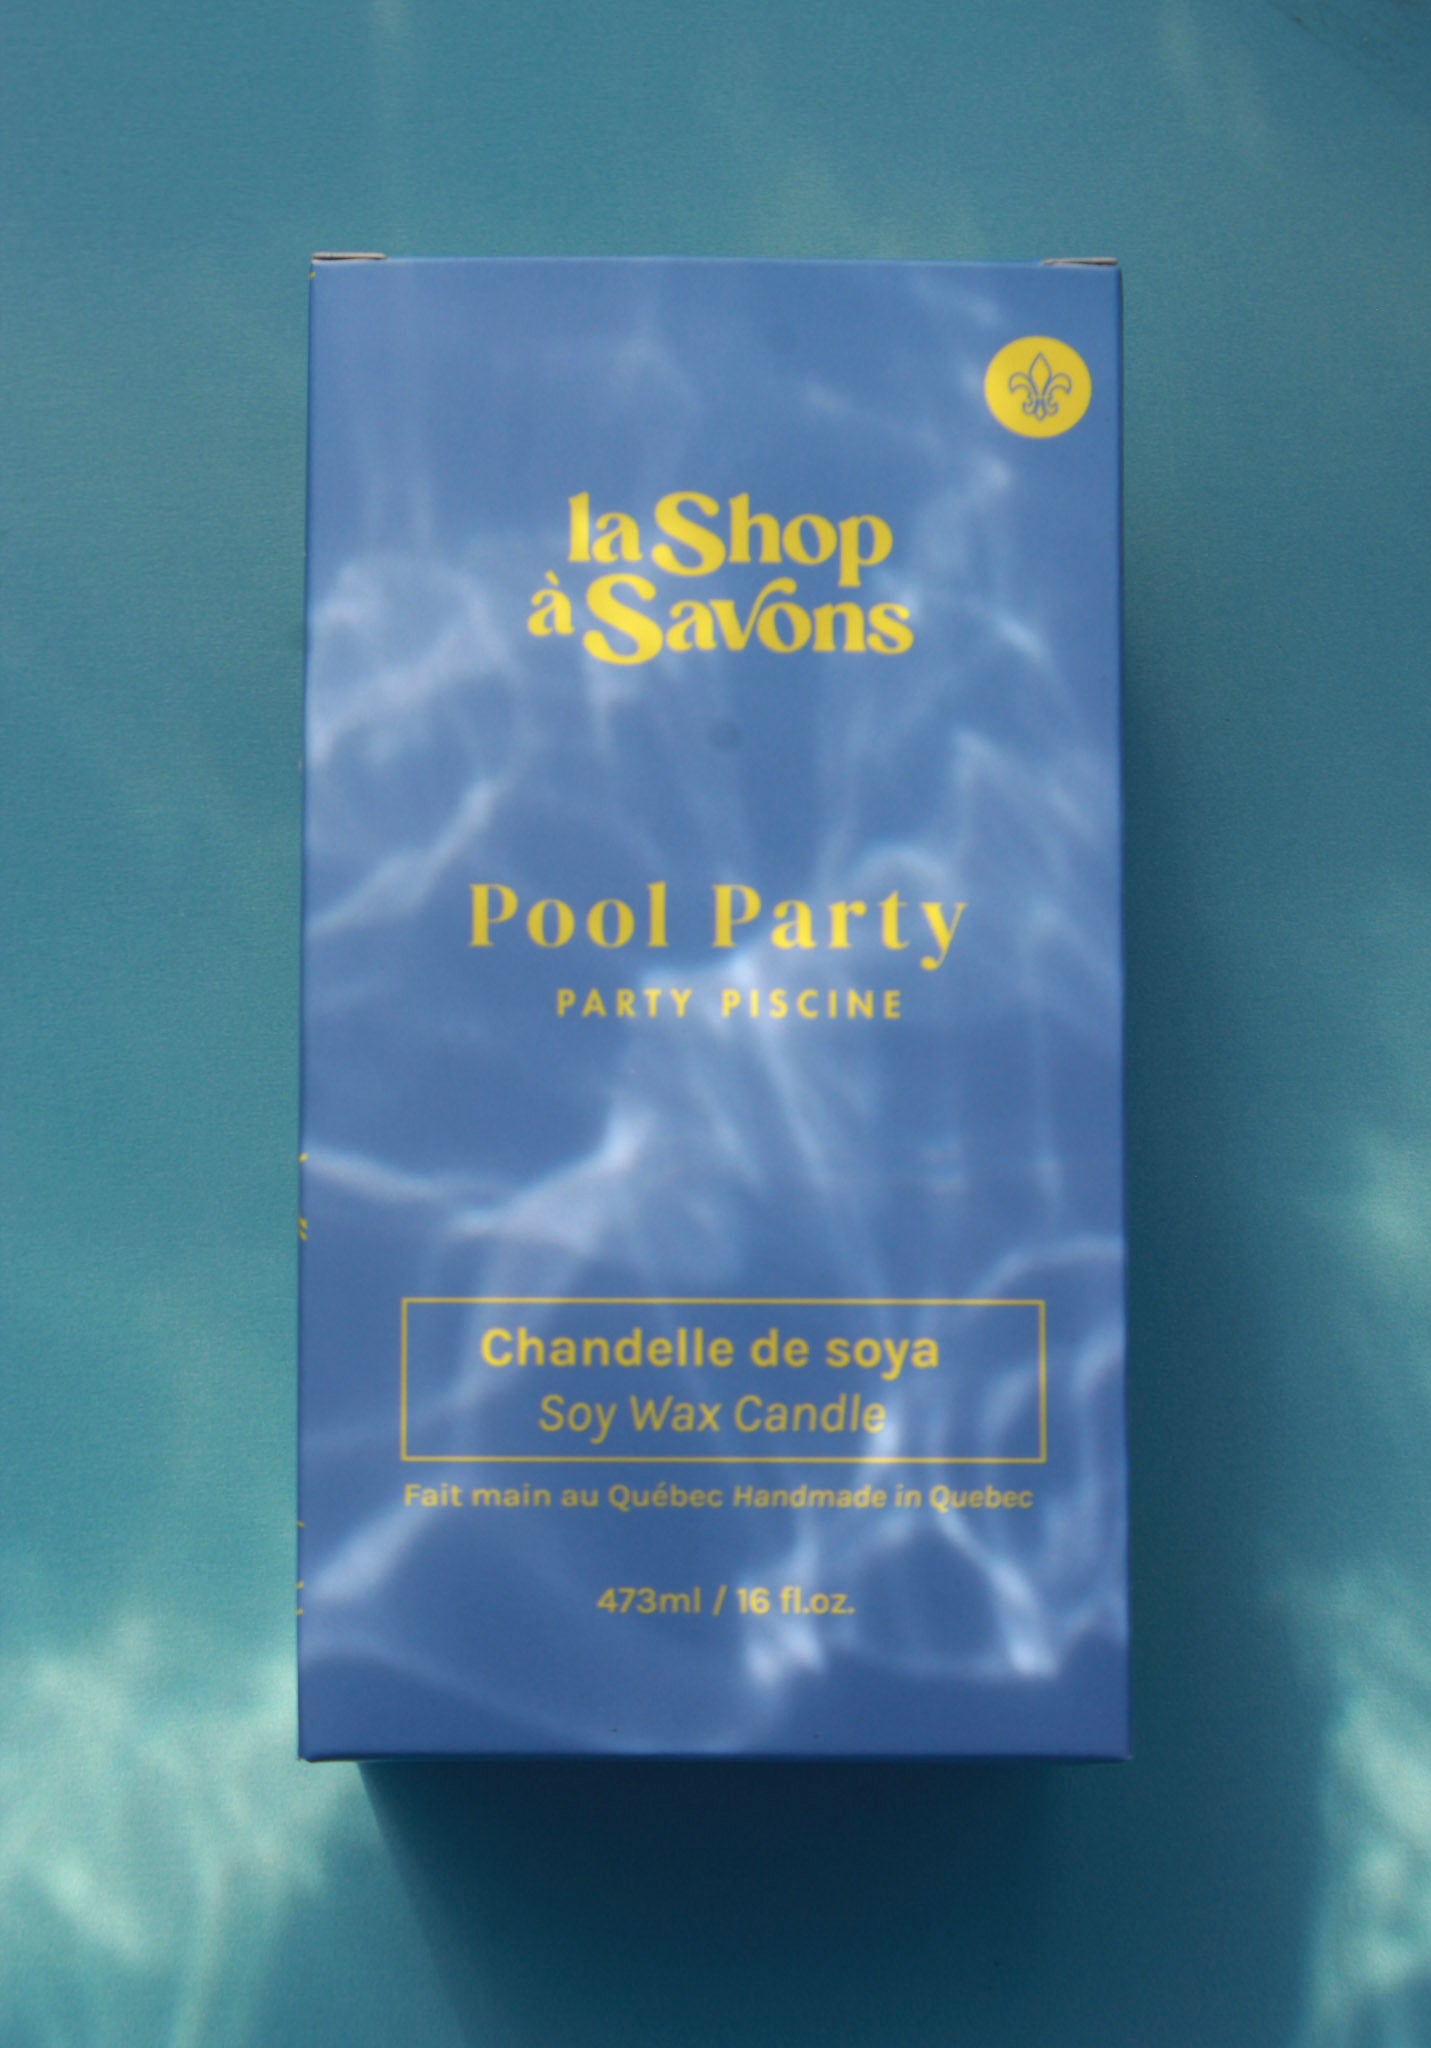 la Shop
à Savons
Pool Party
PARTY PISCINE
Chandelle de soya
Soy Wax Candle
Fait main au Québec Handmade in Quebec
473ml / 16 fl.oz.